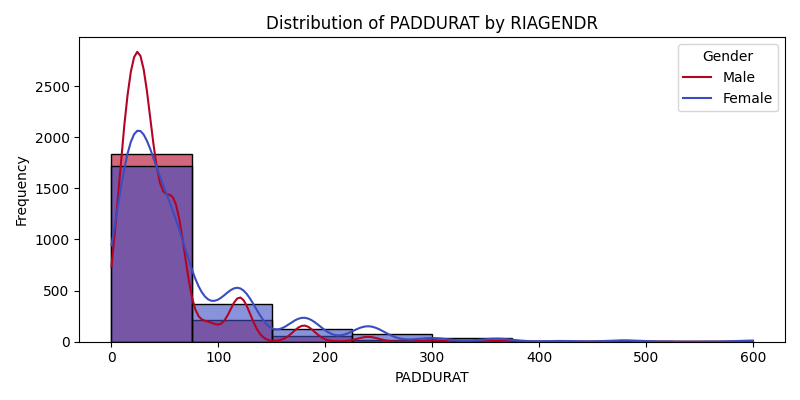 Distribution of PADDURAT by RIAGENDR
Gender
Male
Female
Frequency
2500
2000
1500
1000
500
0
0 100 200 300 400 500 600
PADDURAT